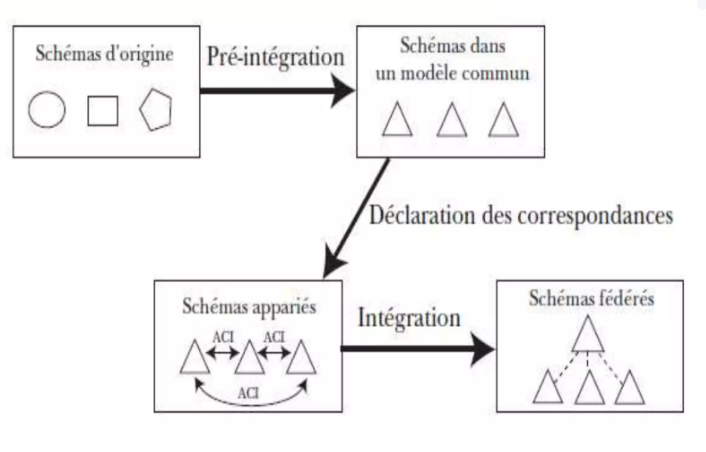 Schémas d'origine
Pré-intégration
Schémas dans
un modèle commun
Déclaration des correspondances
Schémas appariés
ACI ACI
ACI
Intégration
Schémas fédérés